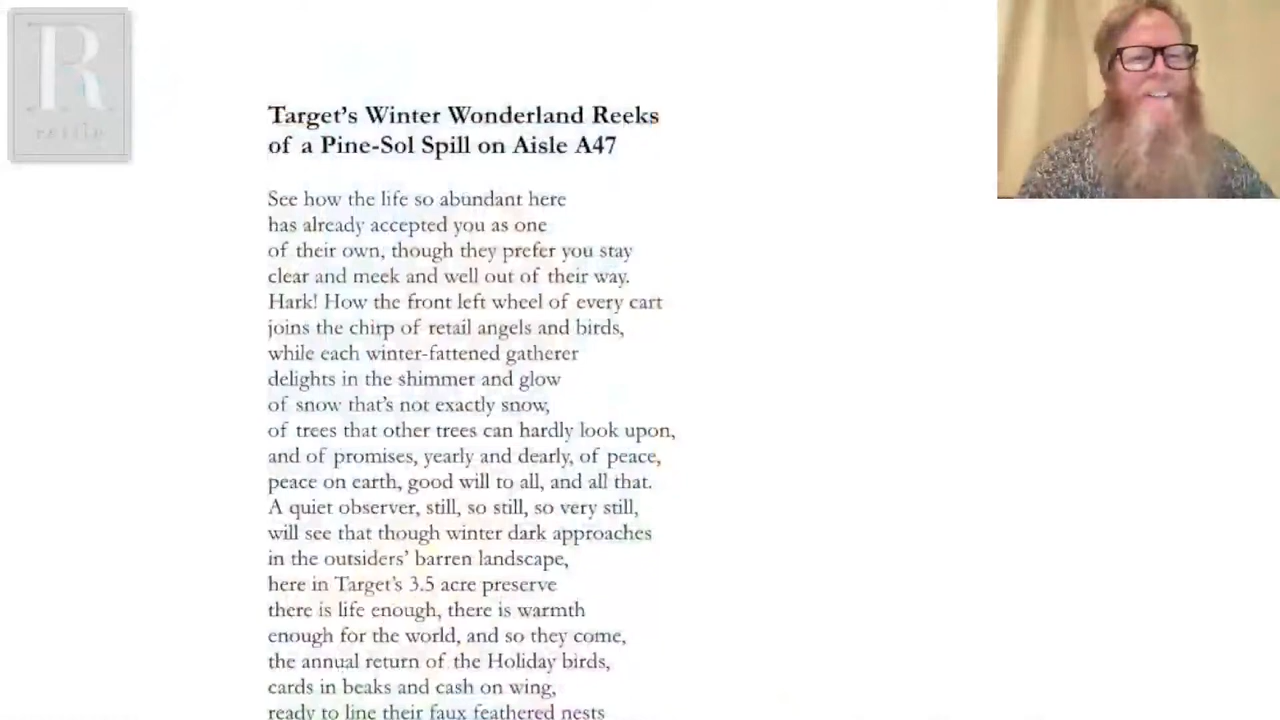 R
rattle
Target's Winter Wonderland Reeks
of a Pine-Sol Spill on Aisle A47
See how the life so abundant here
has already accepted you as one
of their own, though they prefer you stay
clear and meek and well out of their way.
Hark! How the front left wheel of every cart
joins the chirp of retail angels and birds,
while each winter-fattened gatherer
delights in the shimmer and glow
of snow that's not exactly snow,
of trees that other trees can hardly look upon,
and of promises, yearly and dearly, of peace,
peace on earth, good will to all, and all that.
A quiet observer, still, so still, so very still,
will see that though winter dark approaches
in the outsiders' barren landscape,
here in Target's 3.5 acre preserve
there is life enough, there is warmth
enough for the world, and so they come,
the annual return of the Holiday birds,
cards in beaks and cash on wing,
ready to line their faux feathered nests